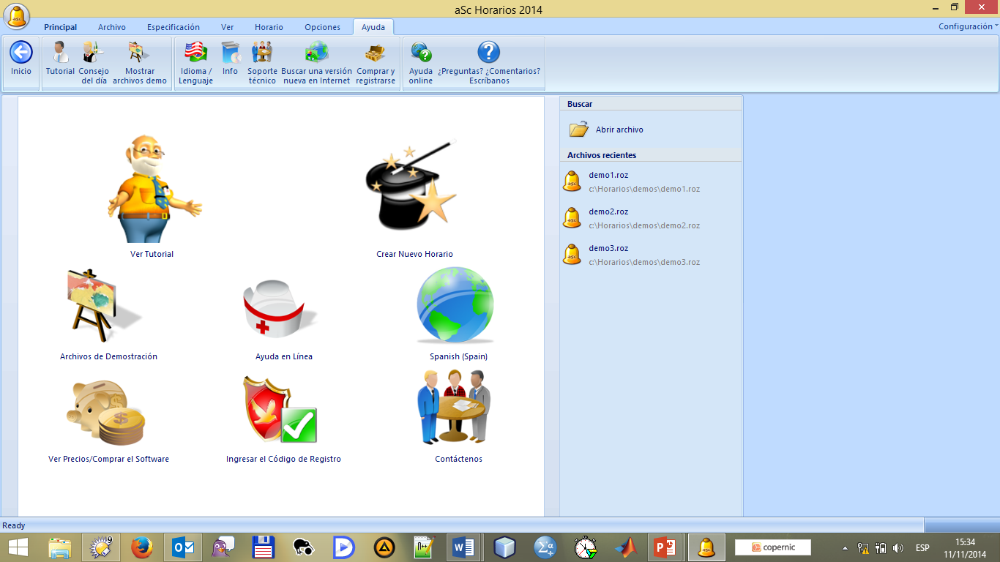 aSc Horarios 2014
Principal Archivo Especificación Ver Horario Opciones Ayuda Configuración
Inicio Tutorial Consejo del día Mostrar archivos demo Idioma / Lenguaje Info Soporte técnico Buscar una versión nueva en Internet Comprar y registrarse Ayuda online ¿Preguntas? ¿Comentarios? Escríbanos
Ver Tutorial
Crear Nuevo Horario
Archivos de Demostración
Ayuda en Línea
Spanish (Spain)
Ver Precios/Comprar el Software
Ingresar el Código de Registro
Contáctenos
Buscar
Abrir archivo
Archivos recientes
demo1.roz
c:\Horarios\demos\demo1.roz
demo2.roz
c:\Horarios\demos\demo2.roz
demo3.roz
c:\Horarios\demos\demo3.roz
Ready
copernic
ESP
15:34
11/11/2014